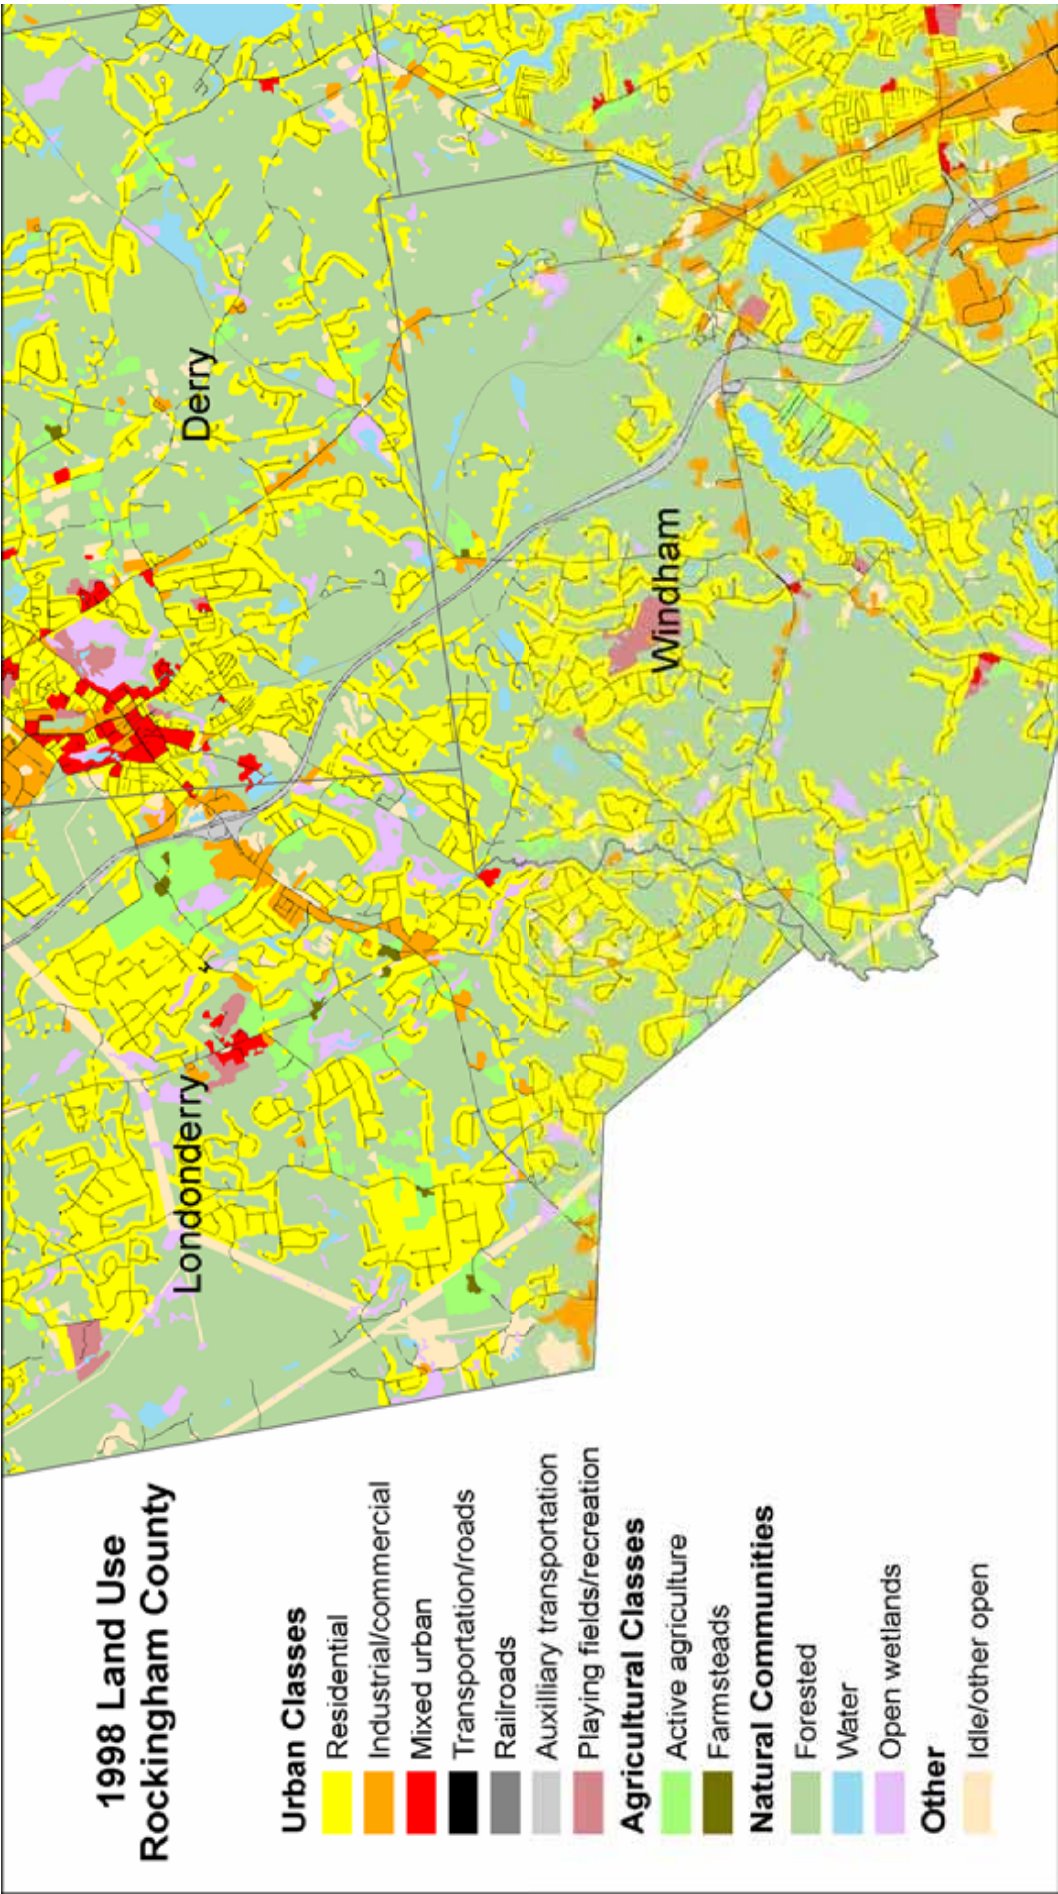 1998 Land Use
Rockingham County
Urban Classes
Residential
Industrial/commercial
Mixed urban
Transportation/roads
Railroads
Auxilliary transportation
Playing fields/recreation
Agricultural Classes
Active agriculture
Farmsteads
Natural Communities
Forested
Water
Open wetlands
Other
Idle/other open
Londonderry
Derry
Windham